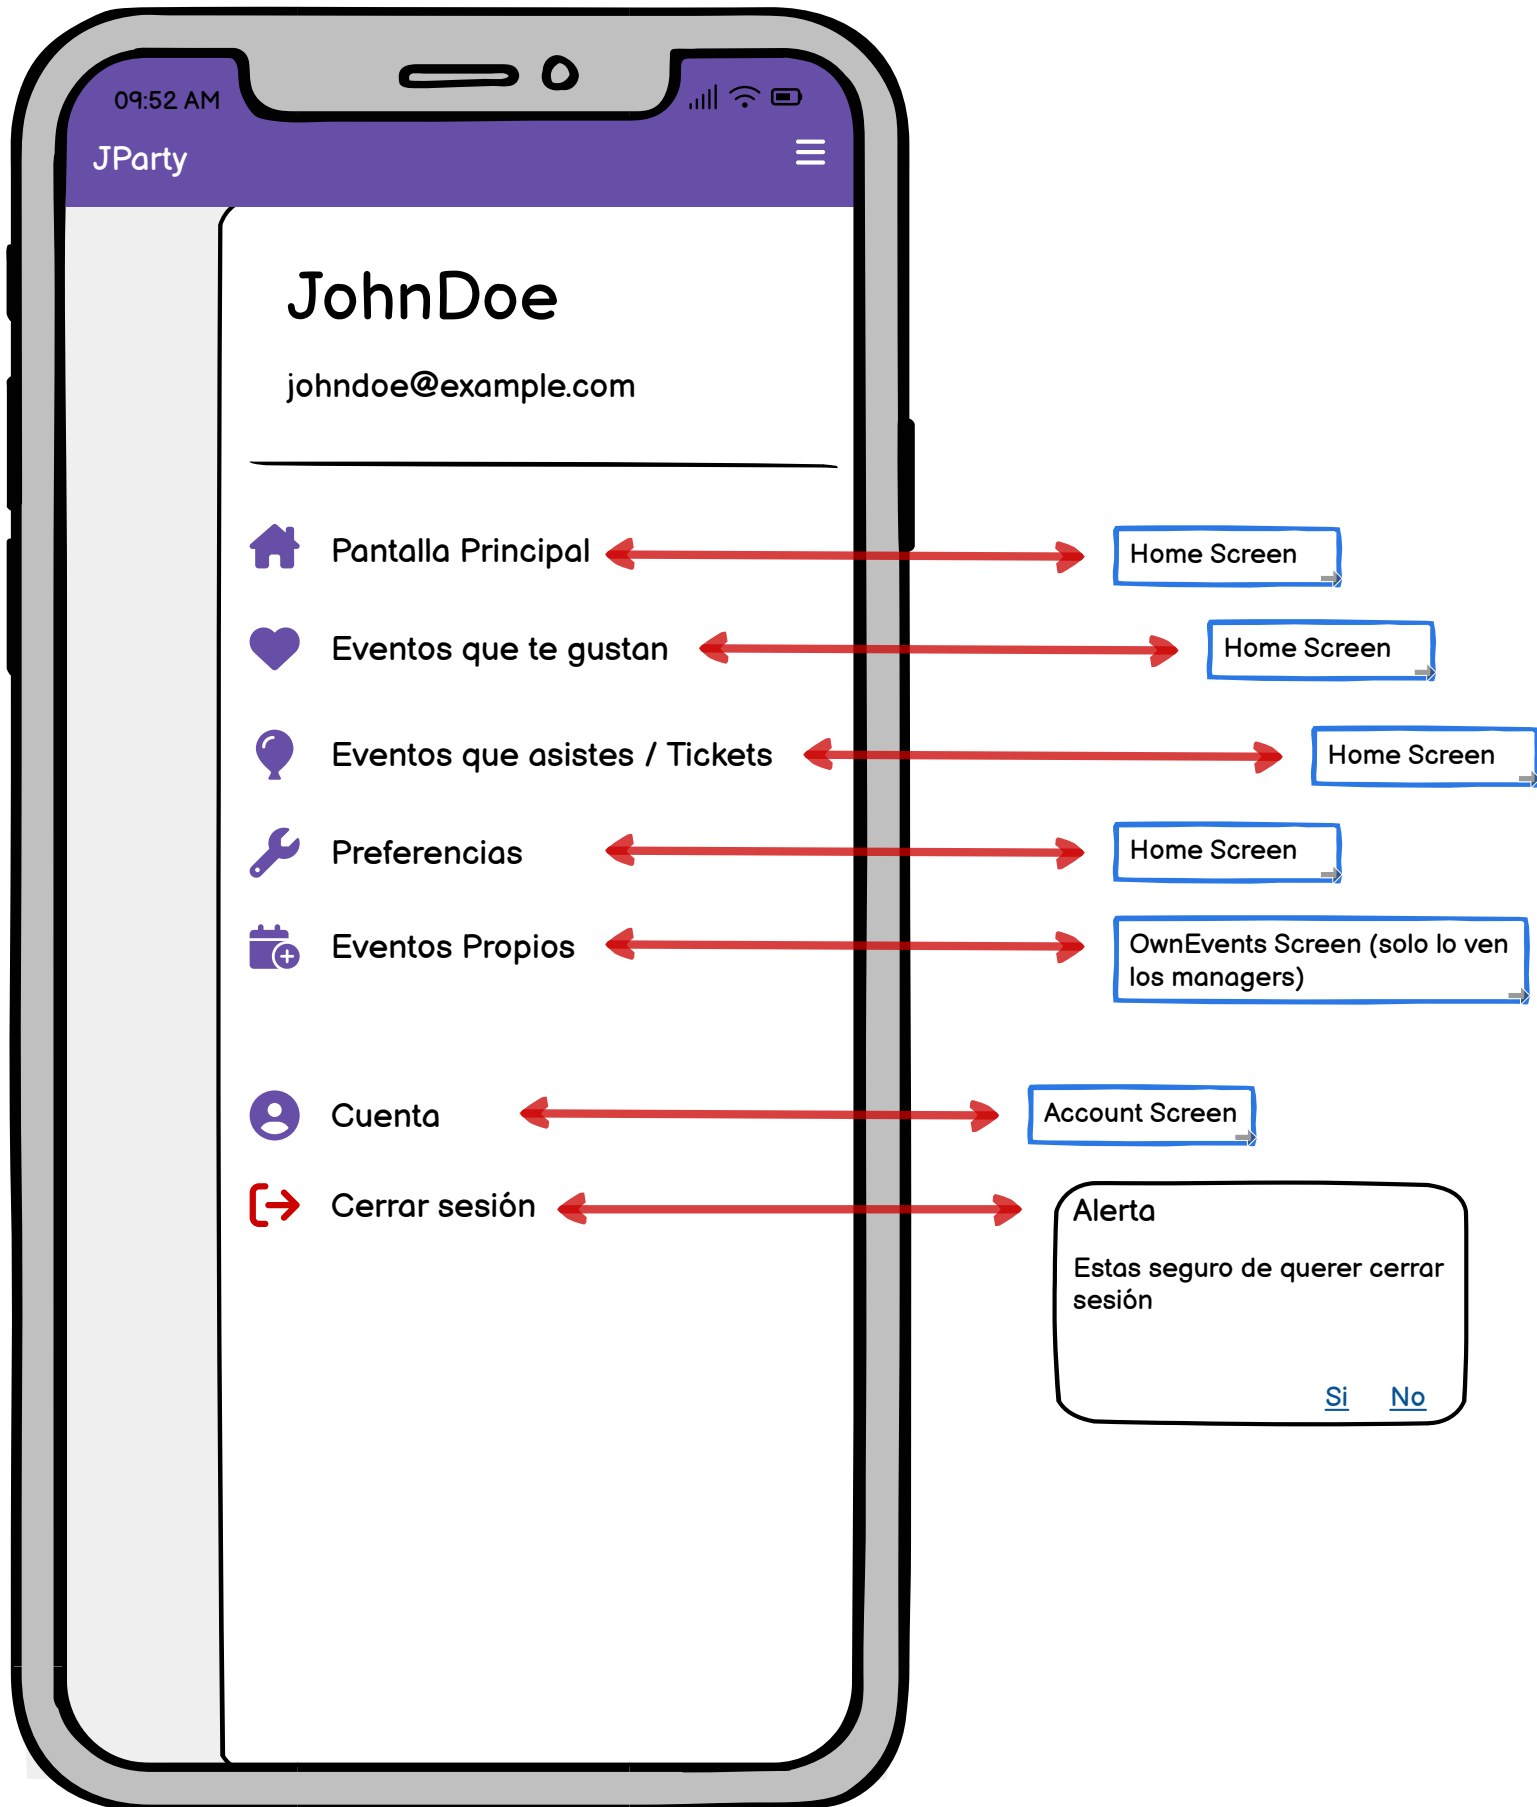 09:52 AM
JParty
JohnDoe
johndoe@example.com
Pantalla Principal
Home Screen
Eventos que te gustan
Home Screen
Eventos que asistes / Tickets
Home Screen
Preferencias
Home Screen
Eventos Propios
OwnEvents Screen (solo lo ven
los managers)
Cuenta
Account Screen
Cerrar sesión
Alerta
Estas seguro de querer cerrar
sesión
Si No